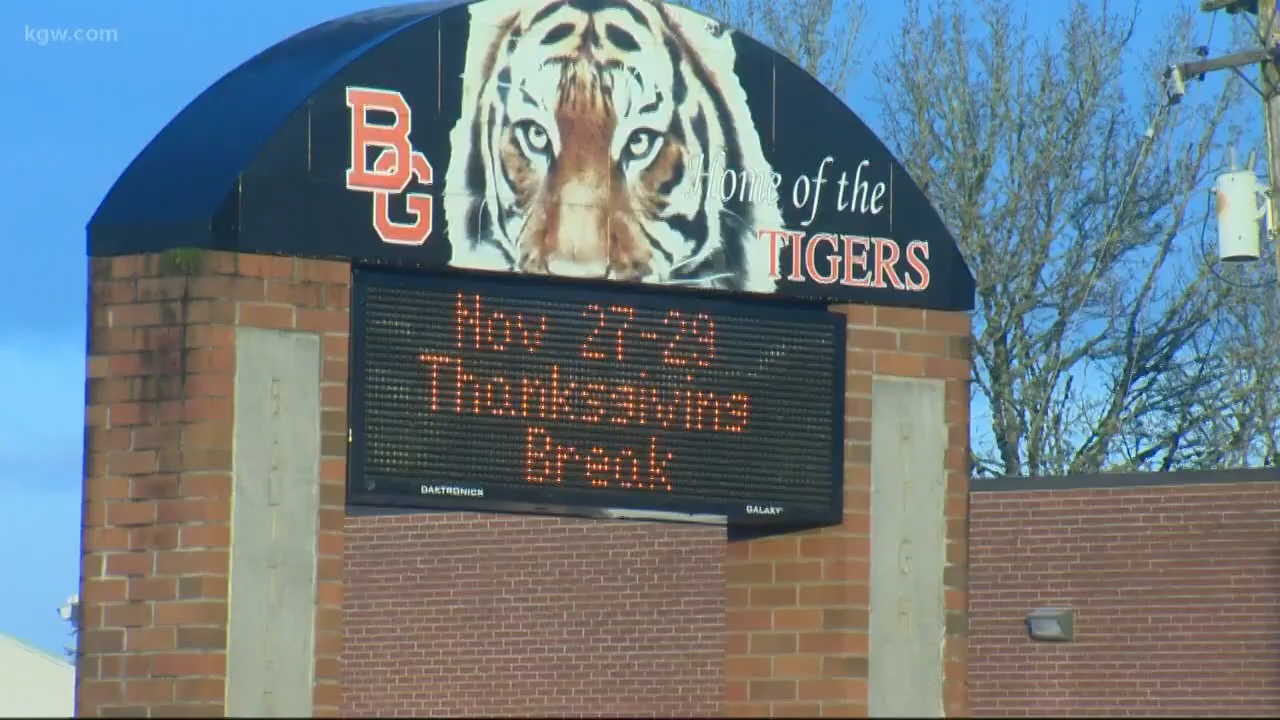 kgw.com
BG
Home of the
TIGERS
Nov 27-29
Thanksgiving
Break
DAKTRONICS
GALAXY